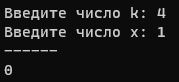 Введите число k: 4
Введите число x: 1
------
0